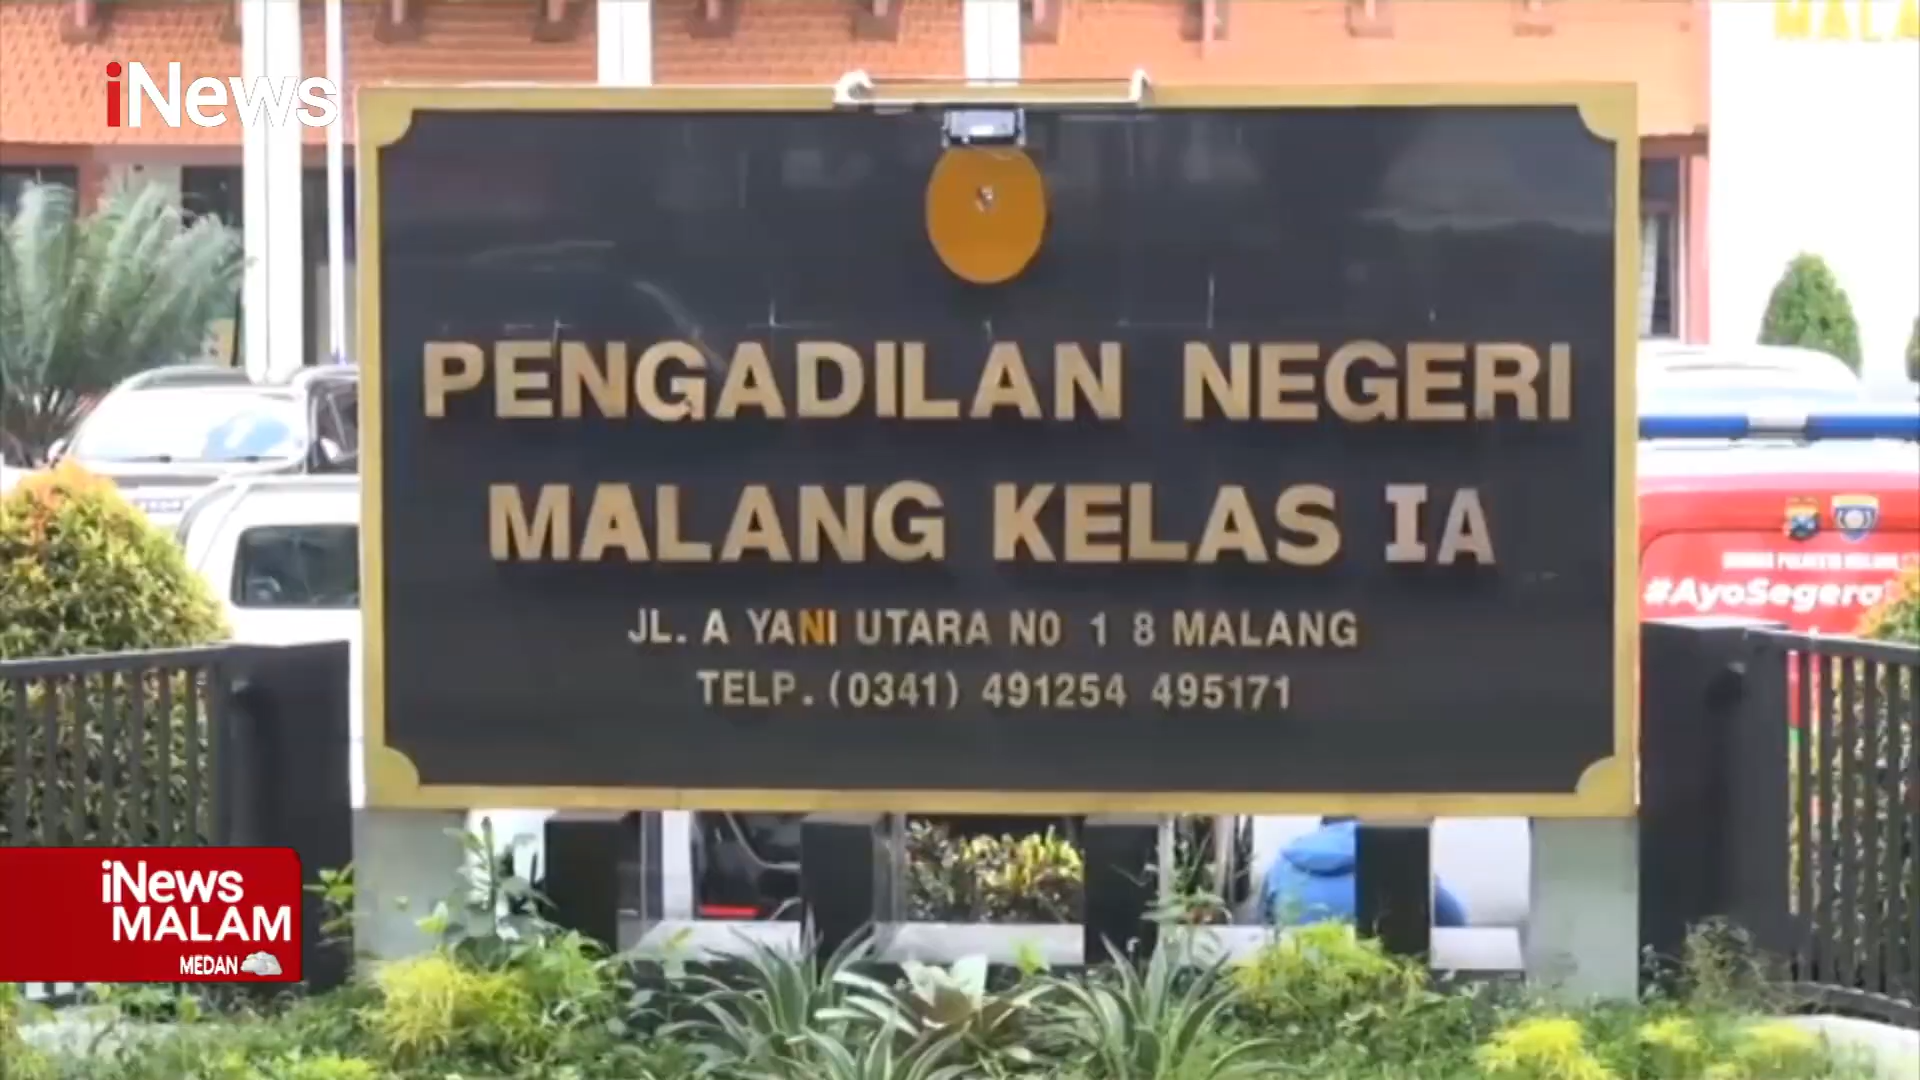 MALA
iNews
PENGADILAN NEGERI
MALANG KELAS IA
JL. A YANI UTARA NO 1 8 MALANG
TELP. (0341) 491254 495171
#AyoSegera
iNews
MALAM
MEDAN